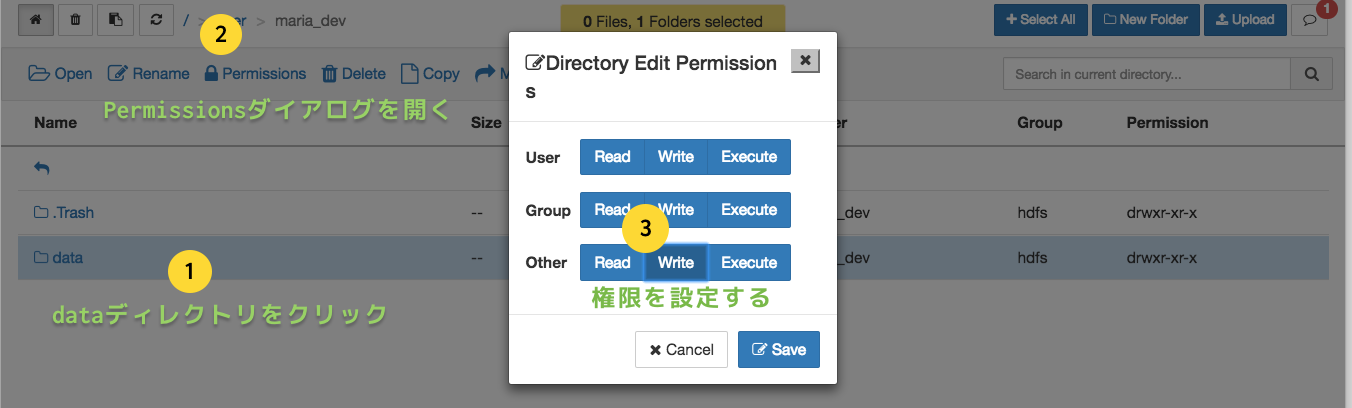 / > er > maria_dev
0 Files, 1 Folders selected
Select All
New Folder
Upload
1
2
Open
Rename
Permissions
Delete
Copy
M
Search in current directory...
Permissionsダイアログを開く
Name
Size
er
Group
Permission
Directory Edit Permission
s
User
Read
Write
Execute
Group
Read
Write
Execute
3
Other
Read
Write
Execute
権限を設定する
Cancel
Save
.Trash
--
_dev
hdfs
drwxr-xr-x
data
--
_dev
hdfs
drwxr-xr-x
1
dataディレクトリをクリック